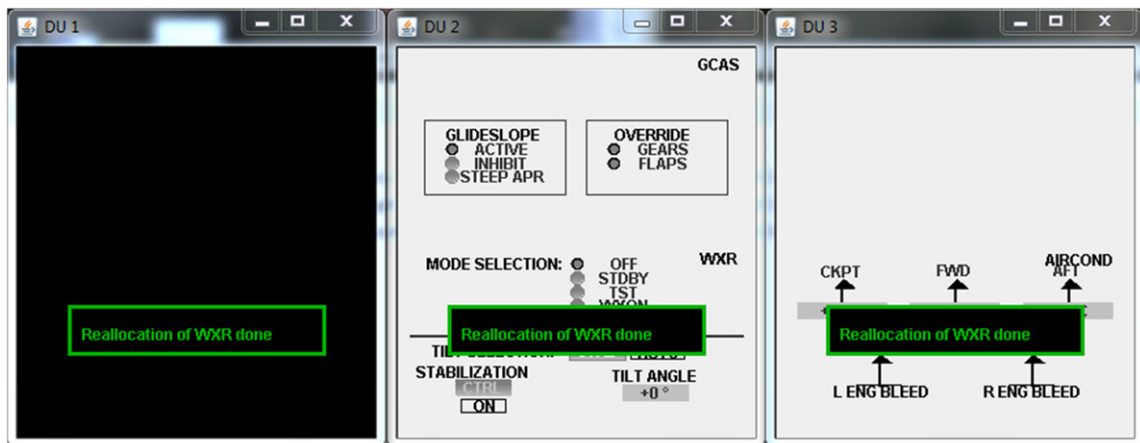 DU 1
Reallocation of WXR done
DU 2
GCAS
GLIDESLOPE
ACTIVE
INHIBIT
STEEP APR
OVERRIDE
GEARS
FLAPS
WXR
MODE SELECTION:
OFF
STDBY
TST
WXON
Reallocation of WXR done
STABILIZATION
CTRL
ON
TILT ANGLE
+0 °
DU 3
AIRCOND
CKPT
FWD
AFT
Reallocation of WXR done
L ENG BLEED
R ENG BLEED